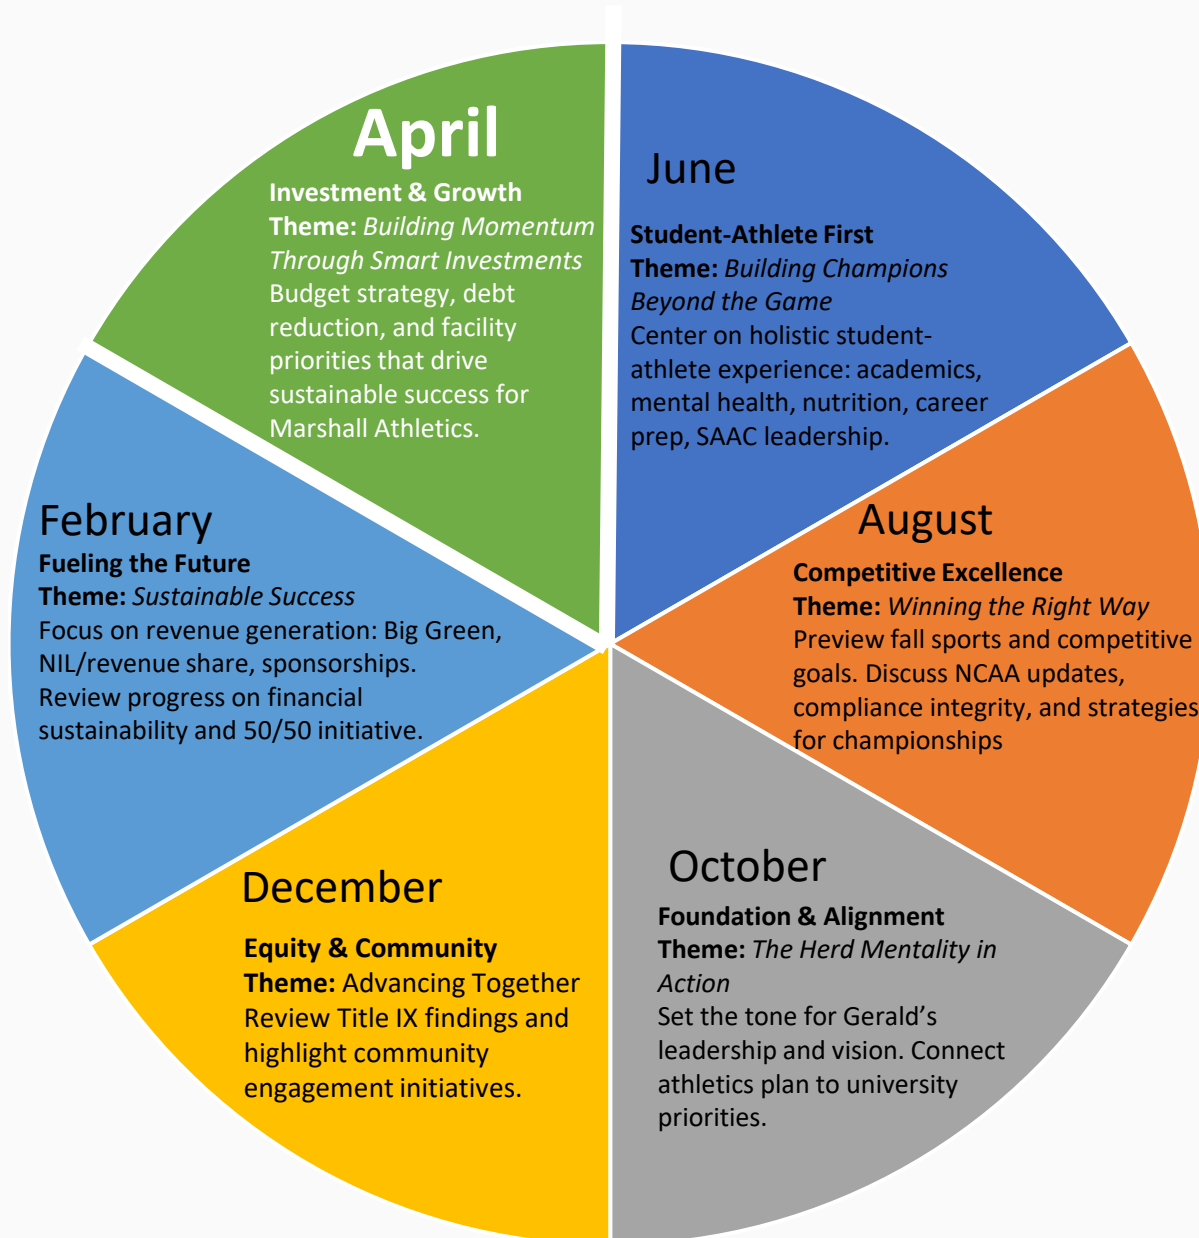 April
Investment & Growth
Theme: Building Momentum
Through Smart Investments
Budget strategy, debt
reduction, and facility
priorities that drive
sustainable success for
Marshall Athletics.
June
Student-Athlete First
Theme: Building Champions
Beyond the Game
Center on holistic student-
athlete experience: academics,
mental health, nutrition, career
prep, SAAC leadership.
August
Competitive Excellence
Theme: Winning the Right Way
Preview fall sports and competitive
goals. Discuss NCAA updates,
compliance integrity, and strategies
for championships
October
Foundation & Alignment
Theme: The Herd Mentality in
Action
Set the tone for Gerald’s
leadership and vision. Connect
athletics plan to university
priorities.
December
Equity & Community
Theme: Advancing Together
Review Title IX findings and
highlight community
engagement initiatives.
February
Fueling the Future
Theme: Sustainable Success
Focus on revenue generation: Big Green,
NIL/revenue share, sponsorships.
Review progress on financial
sustainability and 50/50 initiative.